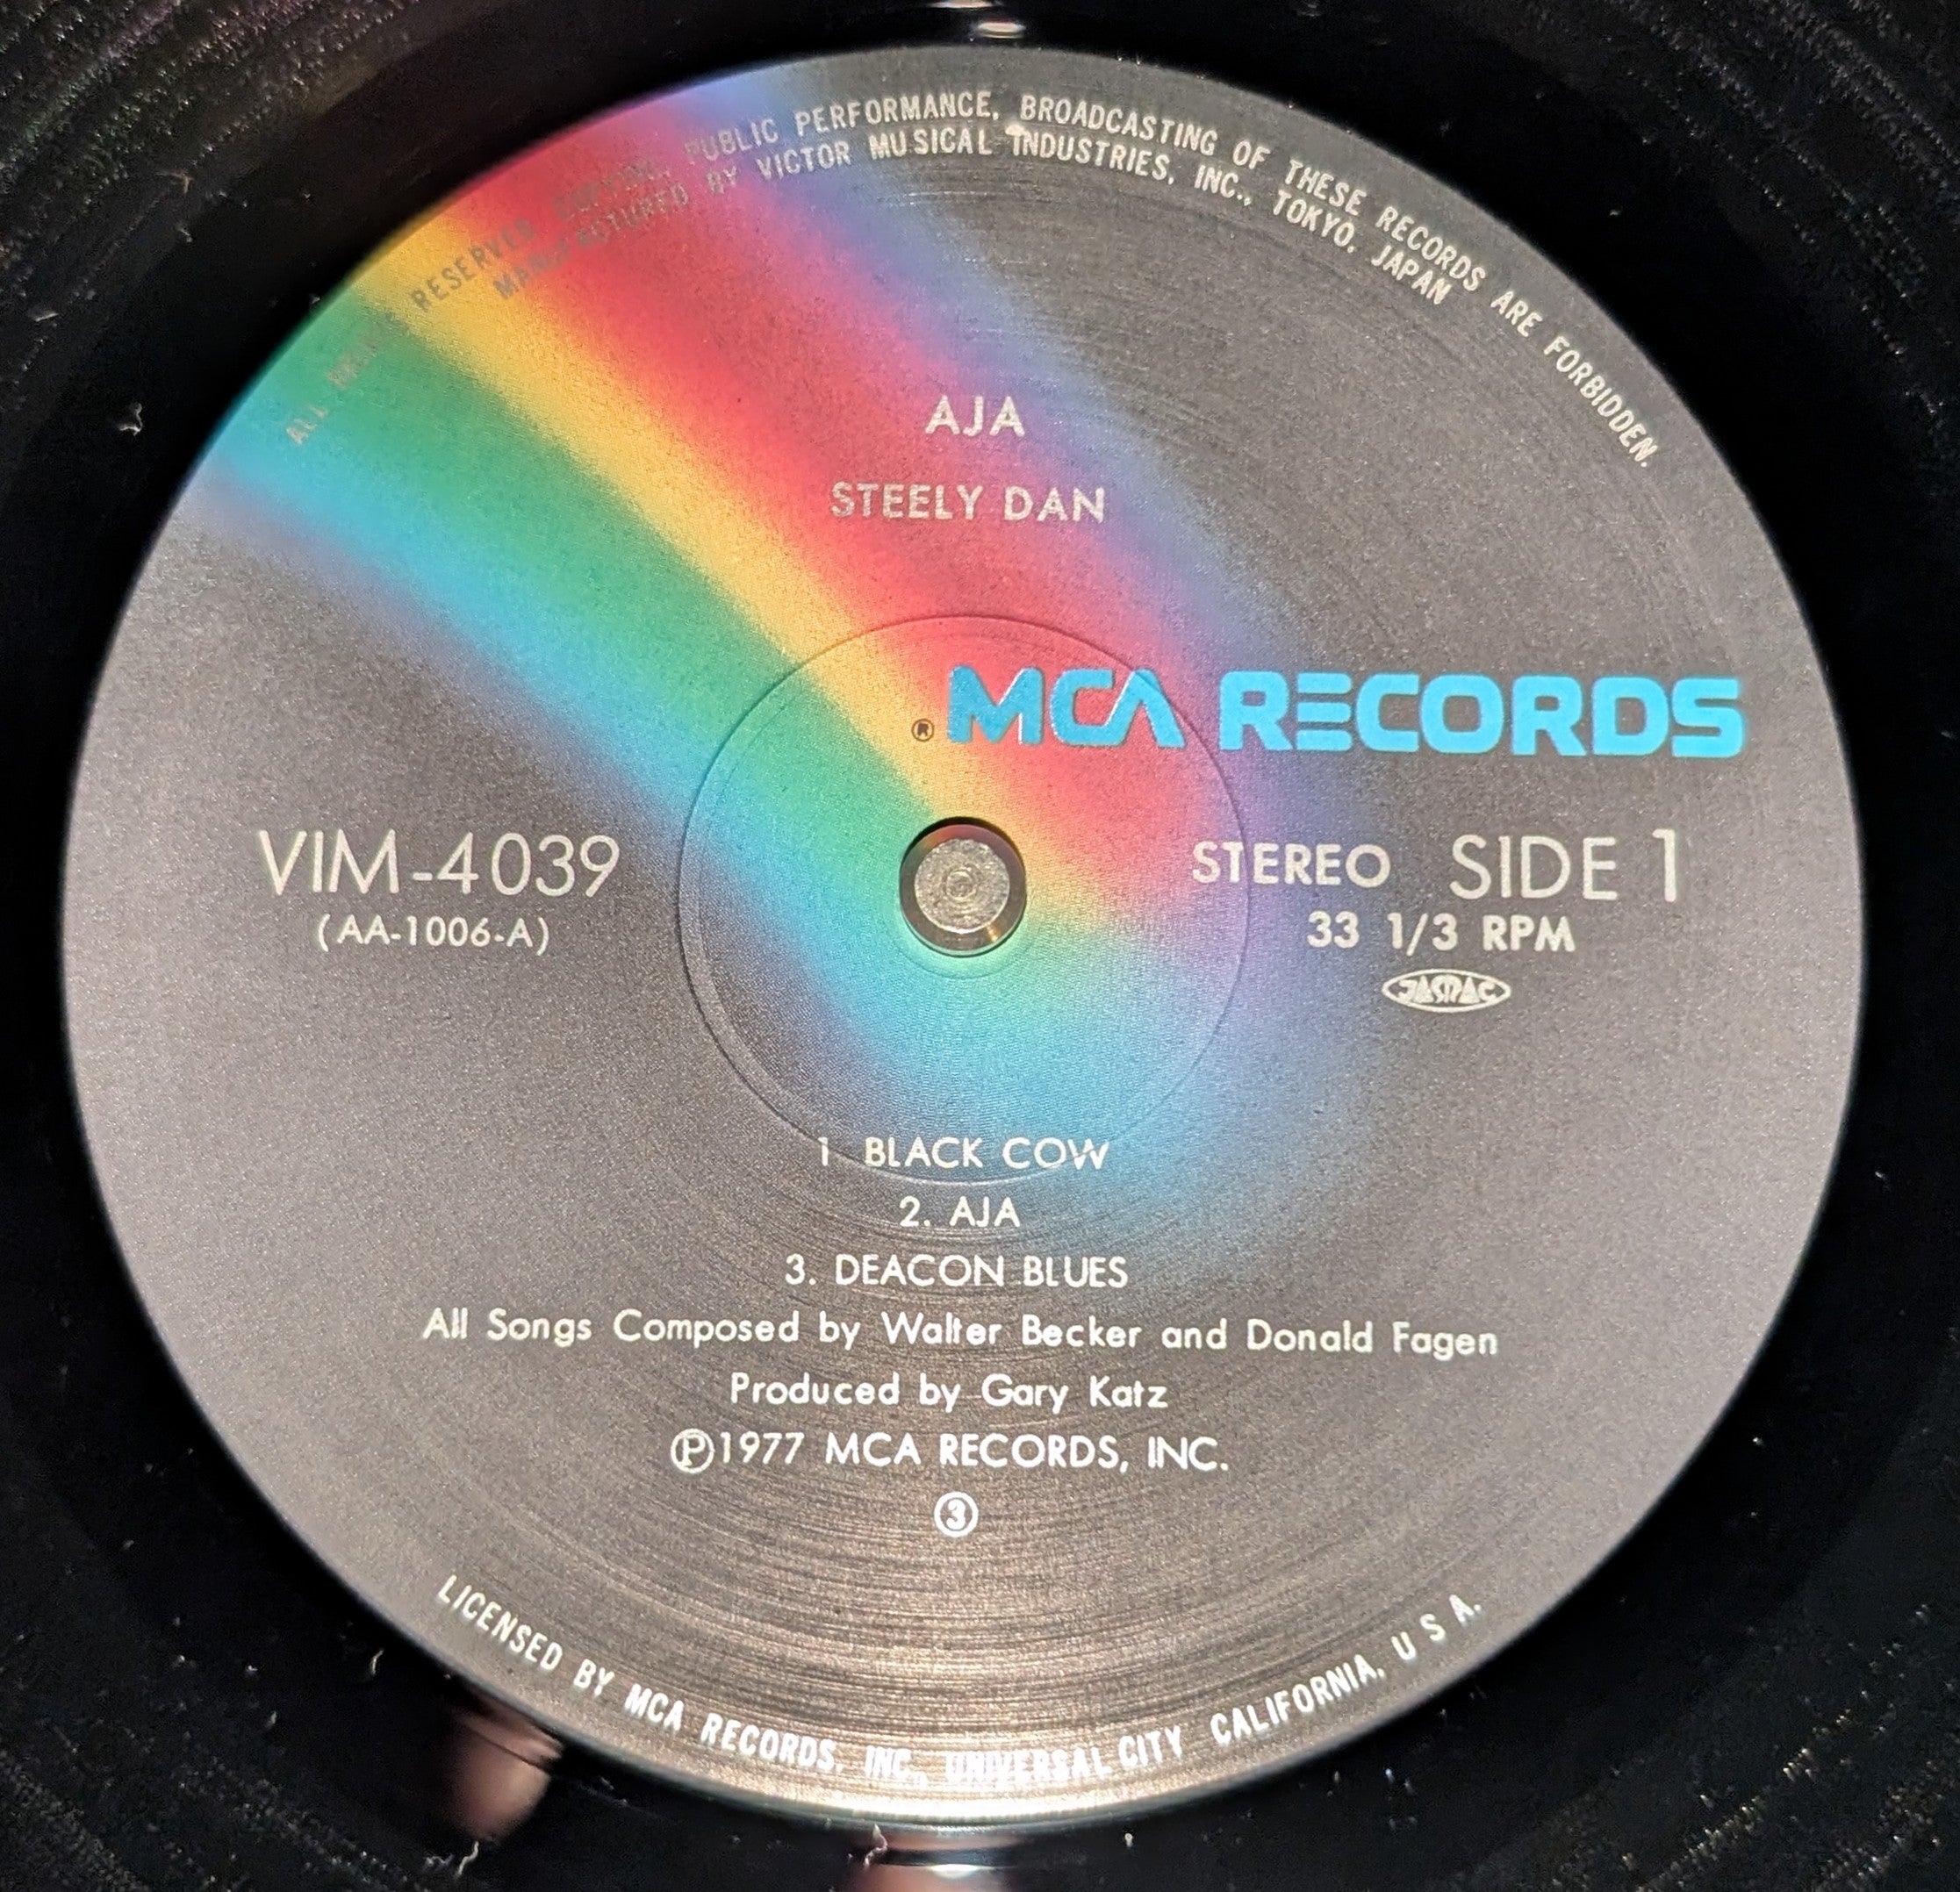 ALL RIGHTS RESERVED. COPYING, PUBLIC PERFORMANCE, BROADCASTING OF THESE RECORDS ARE FORBIDDEN.
MANUFACTURED BY VICTOR MUSICAL INDUSTRIES, INC., TOKYO, JAPAN
AJA
STEELY DAN
® MCA RECORDS
VIM-4039
(AA-1006-A)
STEREO SIDE 1
33 1/3 RPM
JASRAC
1 BLACK COW
2. AJA
3. DEACON BLUES
All Songs Composed by Walter Becker and Donald Fagen
Produced by Gary Katz
Ⓟ1977 MCA RECORDS, INC.
③
LICENSED BY MCA RECORDS, INC., UNIVERSAL CITY CALIFORNIA, U S A.